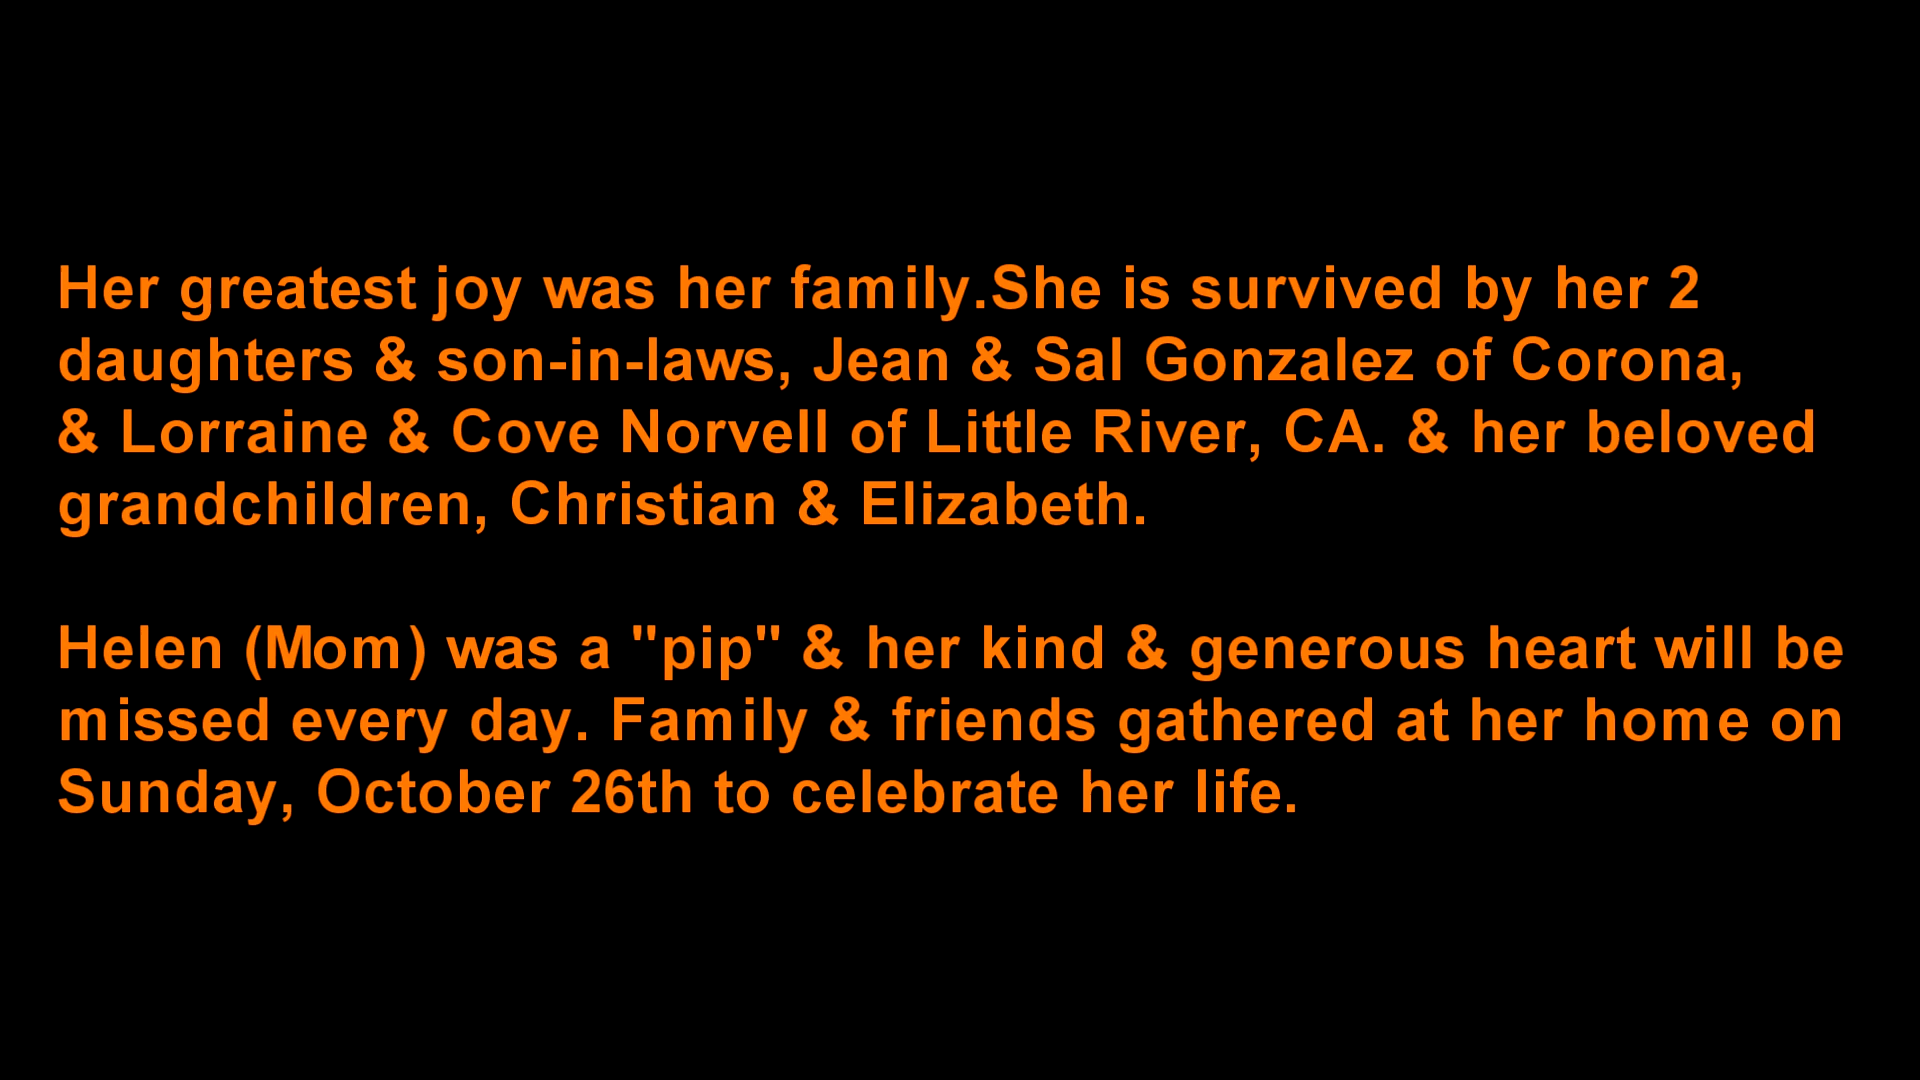 Her greatest joy was her family.She is survived by her 2
daughters & son-in-laws, Jean & Sal Gonzalez of Corona,
& Lorraine & Cove Norvell of Little River, CA. & her beloved
grandchildren, Christian & Elizabeth.
Helen (Mom) was a "pip" & her kind & generous heart will be
missed every day. Family & friends gathered at her home on
Sunday, October 26th to celebrate her life.